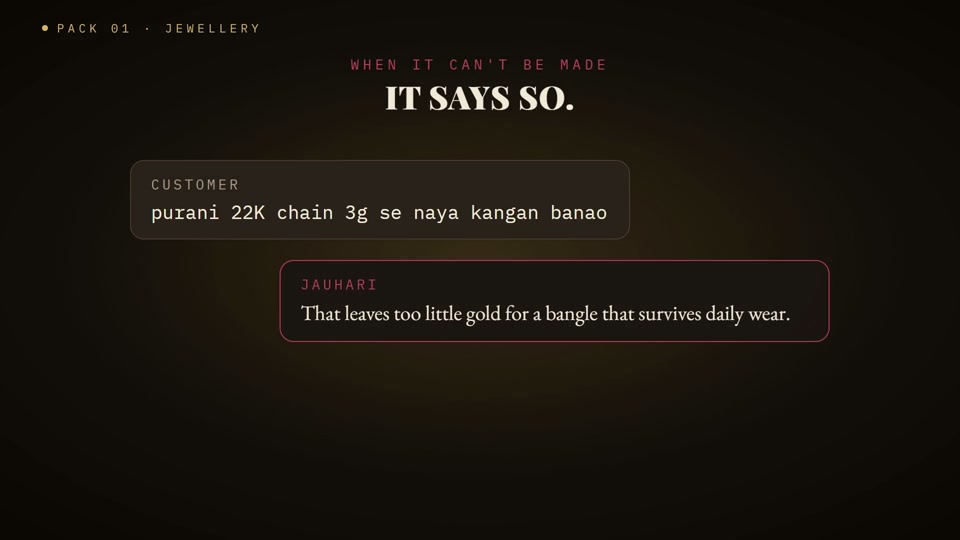 PACK 01 · JEWELLERY
WHEN IT CAN'T BE MADE
IT SAYS SO.
CUSTOMER
purani 22K chain 3g se naya kangan banao
JAUHARI
That leaves too little gold for a bangle that survives daily wear.